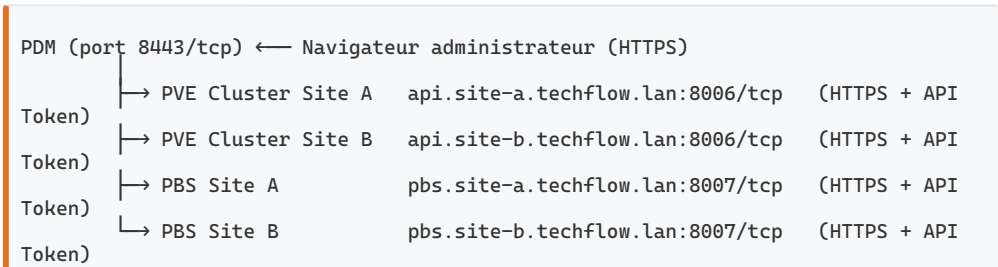 PDM (port 8443/tcp) ←── Navigateur administrateur (HTTPS)
│
├─→ PVE Cluster Site A   api.site-a.techflow.lan:8006/tcp   (HTTPS + API
Token)
├─→ PVE Cluster Site B   api.site-b.techflow.lan:8006/tcp   (HTTPS + API
Token)
├─→ PBS Site A           pbs.site-a.techflow.lan:8007/tcp   (HTTPS + API
Token)
└─→ PBS Site B           pbs.site-b.techflow.lan:8007/tcp   (HTTPS + API
Token)